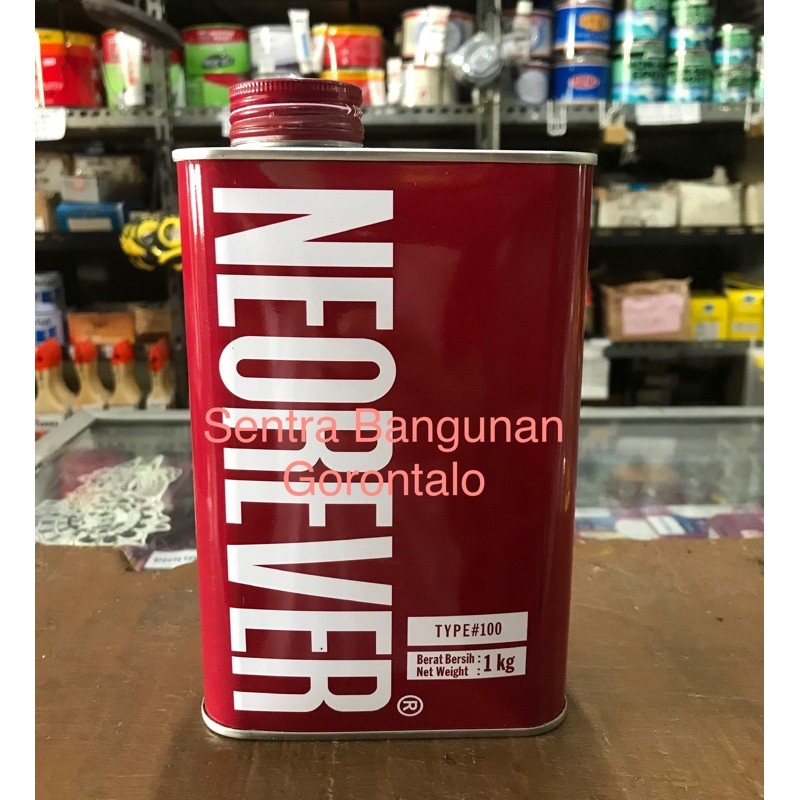 NEOREVER®
Sentra Bangunan
Gorontalo
TYPE#100
Berat Bersih :
Net Weight : 1 kg